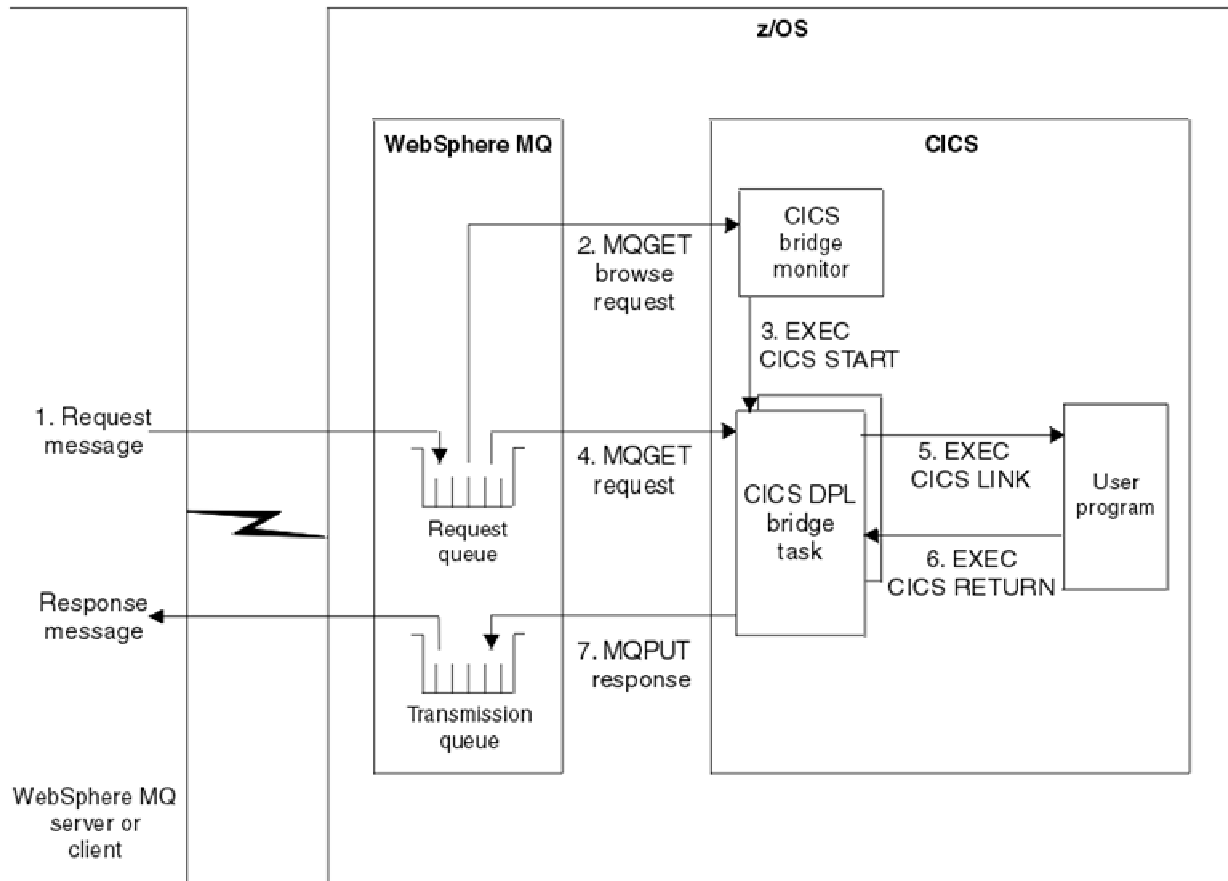 z/OS
WebSphere MQ
CICS
CICS
bridge
monitor
2. MQGET
browse
request
3. EXEC
CICS START
1. Request
message
4. MQGET
request
5. EXEC
CICS LINK
User
program
CICS DPL
bridge
task
Request
queue
6. EXEC
CICS RETURN
Response
message
7. MQPUT
response
Transmission
queue
WebSphere MQ
server or
client